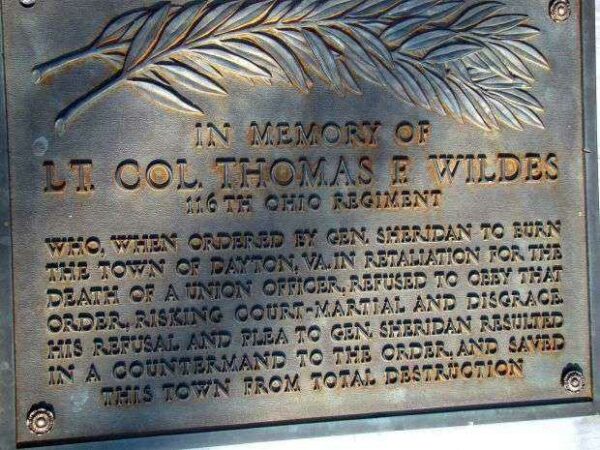 IN MEMORY OF
LT. COL. THOMAS F. WILDES
116TH OHIO REGIMENT
WHO, WHEN ORDERED BY GEN. SHERIDAN TO BURN
THE TOWN OF DAYTON, VA. IN RETALIATION FOR THE
DEATH OF A UNION OFFICER, REFUSED TO OBEY THAT
ORDER, RISKING COURT-MARTIAL AND DISGRACE.
HIS REFUSAL AND PLEA TO GEN. SHERIDAN RESULTED
IN A COUNTERMAND TO THE ORDER, AND SAVED
THIS TOWN FROM TOTAL DESTRUCTION